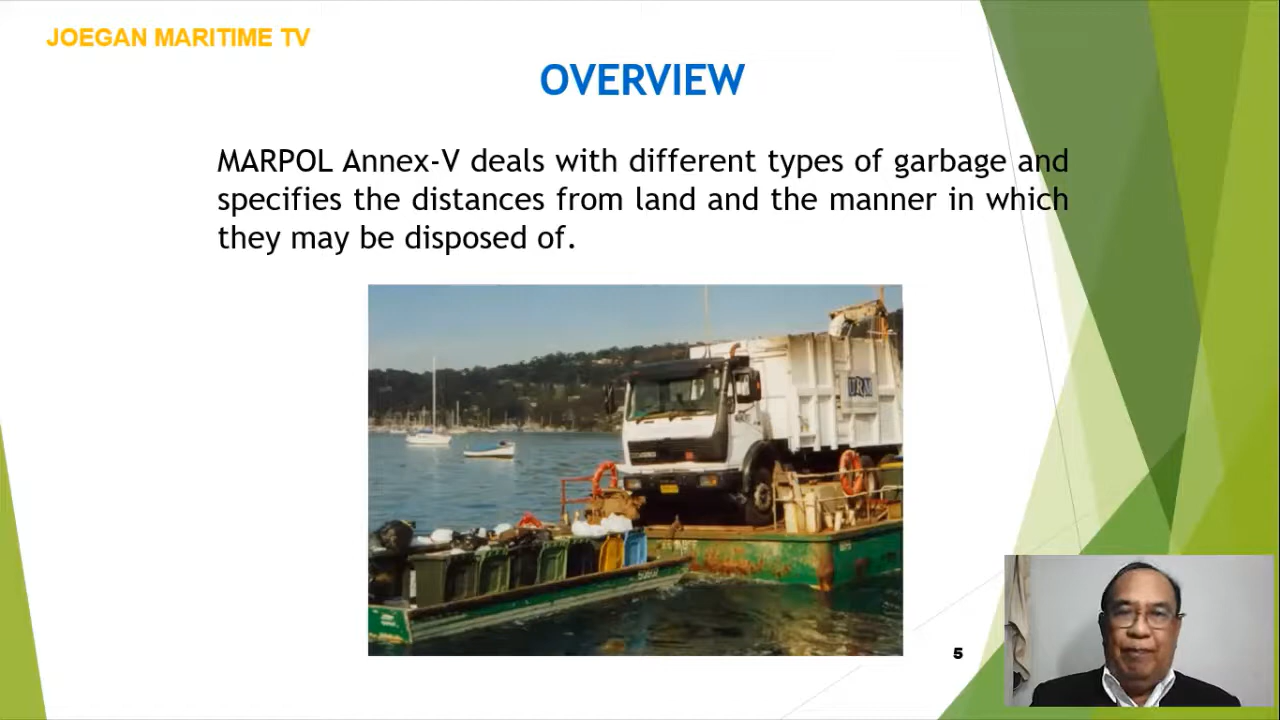 JOEGAN MARITIME TV
OVERVIEW
MARPOL Annex-V deals with different types of garbage and
specifies the distances from land and the manner in which
they may be disposed of.
URM
5